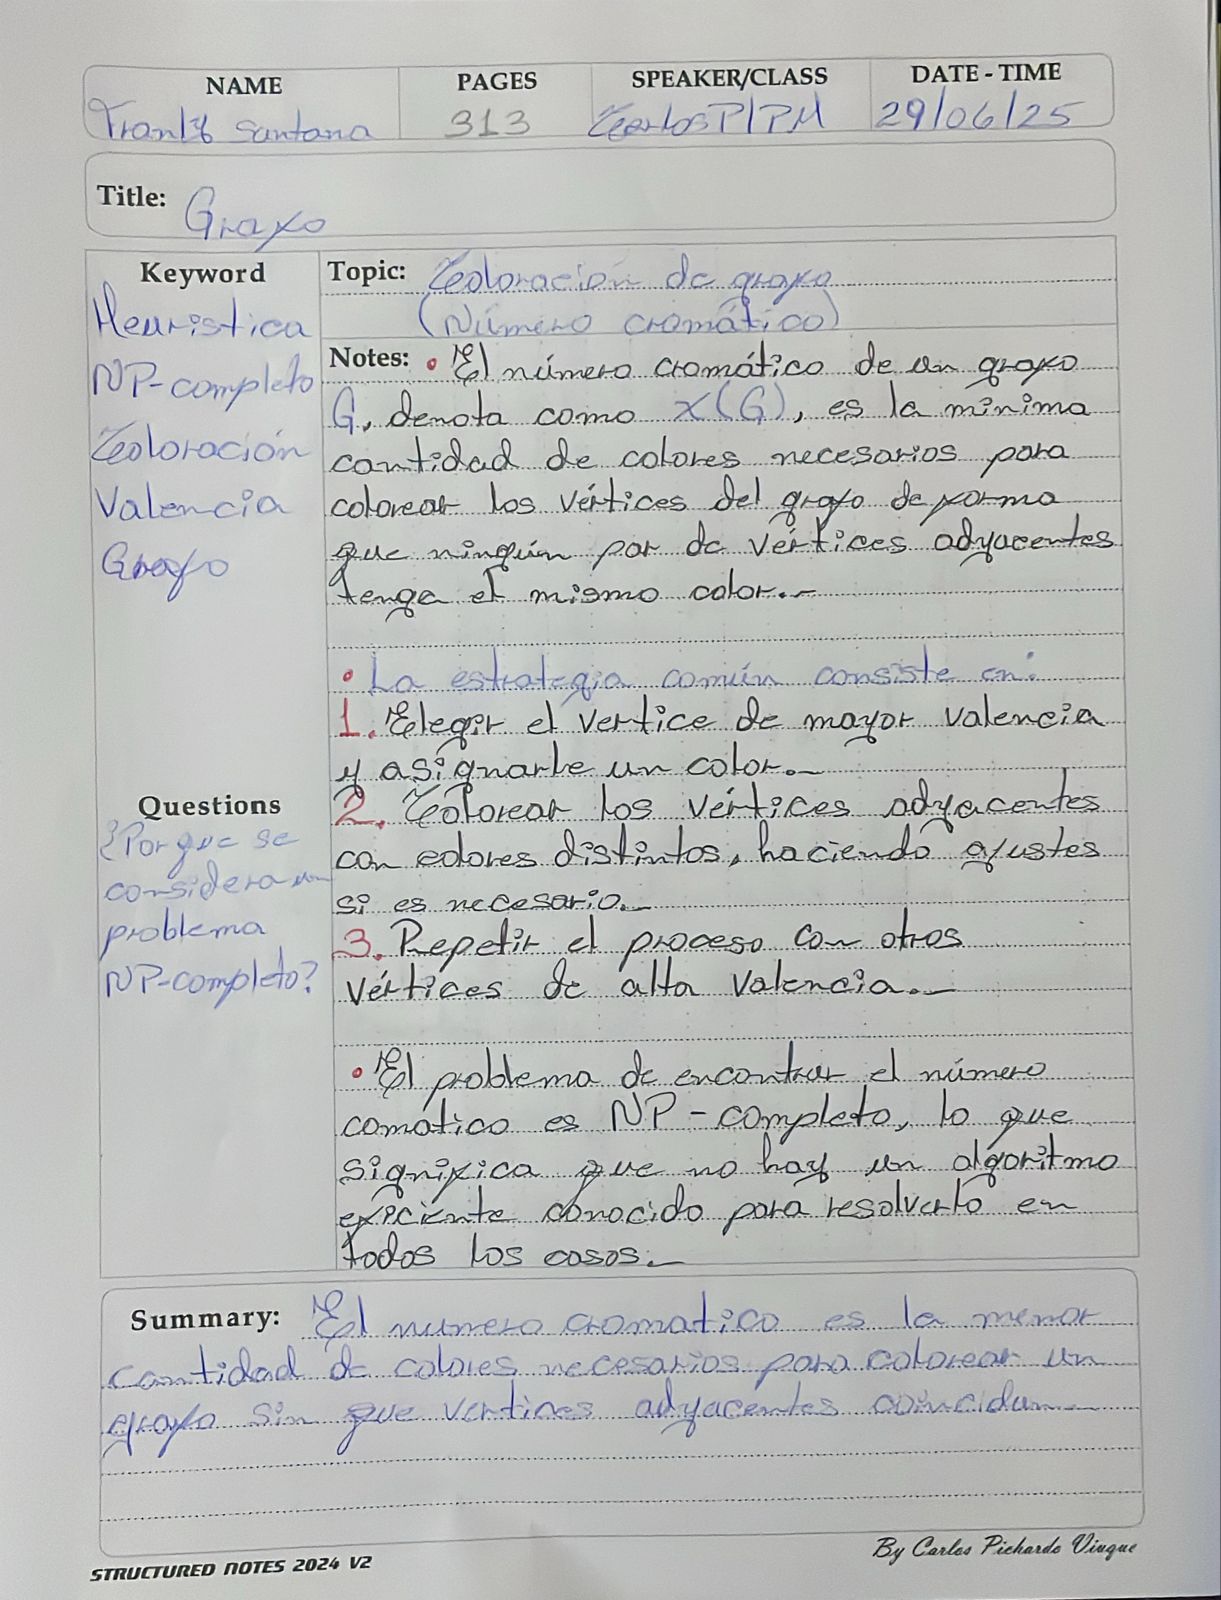 NAME
PAGES
SPEAKER/CLASS
DATE - TIME
Santana
313
CarlosP/PM
29/06/25
Title: Grafo
Keyword
Heuristica
NP-completo
Coloración
Valencia
Grafo
Topic: Coloración de grafo
(Número cromático)
Notes: • El número cromático de un grafo
G, denota como χ(G), es la mínima
cantidad de colores necesarios para
colorear los vértices del grafo de forma
que ningún par de vértices adyacentes
tenga el mismo color.-
• La estrategia común consiste en:
1. Elegir el vertice de mayor valencia
y asignarle un color.-
2. Colorear los vértices adyacentes
con colores distintos, haciendo ajustes
si es necesario.-
3. Repetir el proceso con otros
vértices de alta valencia.-
Questions
¿Por que se
considera un
problema
NP-completo?
• El problema de encontrar el número
comático es NP-completo, lo que
significa que no hay un algoritmo
eficiente conocido para resolverlo en
todos los casos.-
Summary: El numero cromatico es la menor
cantidad de colores necesarios para colorear un
grafo sin que vertices adyacentes coincidan.-
STRUCTURED NOTES 2024 V2
By Carlos Pichardo Viuque